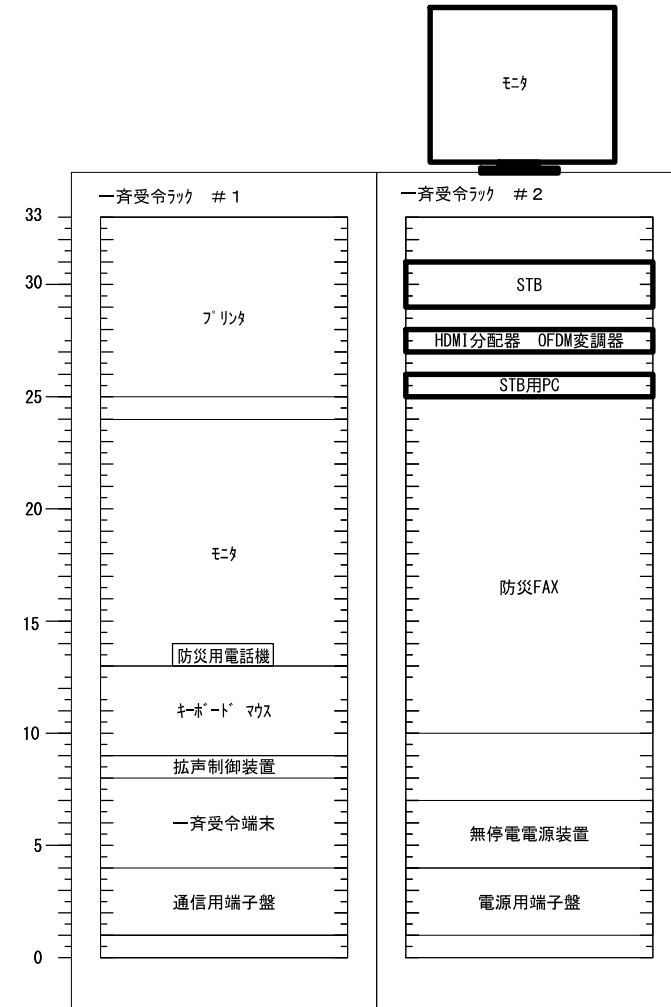 モニタ
一斉受令ラック ＃１
一斉受令ラック ＃２
33
30
25
20
15
10
5
0
プリンタ
モニタ
防災用電話機
キーボード マウス
拡声制御装置
一斉受令端末
通信用端子盤
STB
HDMI分配器 OFDM変調器
STB用PC
防災FAX
無停電電源装置
電源用端子盤